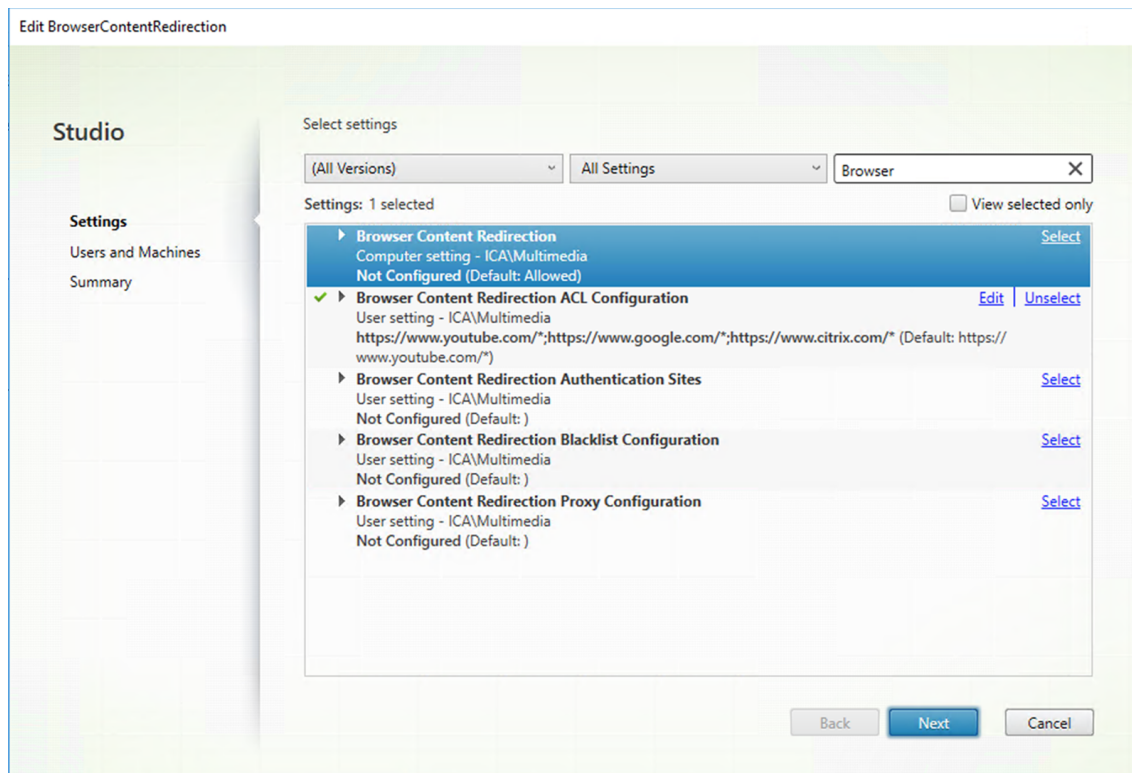 Edit BrowserContentRedirection
Studio
Settings
Users and Machines
Summary
Select settings
(All Versions)
All Settings
Browser
Settings: 1 selected
View selected only
Browser Content Redirection
Select
Computer setting - ICA\Multimedia
Not Configured (Default: Allowed)
Browser Content Redirection ACL Configuration
Edit
Unselect
User setting - ICA\Multimedia
https://www.youtube.com/*;https://www.google.com/*;https://www.citrix.com/* (Default: https://
www.youtube.com/*)
Browser Content Redirection Authentication Sites
Select
User setting - ICA\Multimedia
Not Configured (Default: )
Browser Content Redirection Blacklist Configuration
Select
User setting - ICA\Multimedia
Not Configured (Default: )
Browser Content Redirection Proxy Configuration
Select
User setting - ICA\Multimedia
Not Configured (Default: )
Back
Next
Cancel